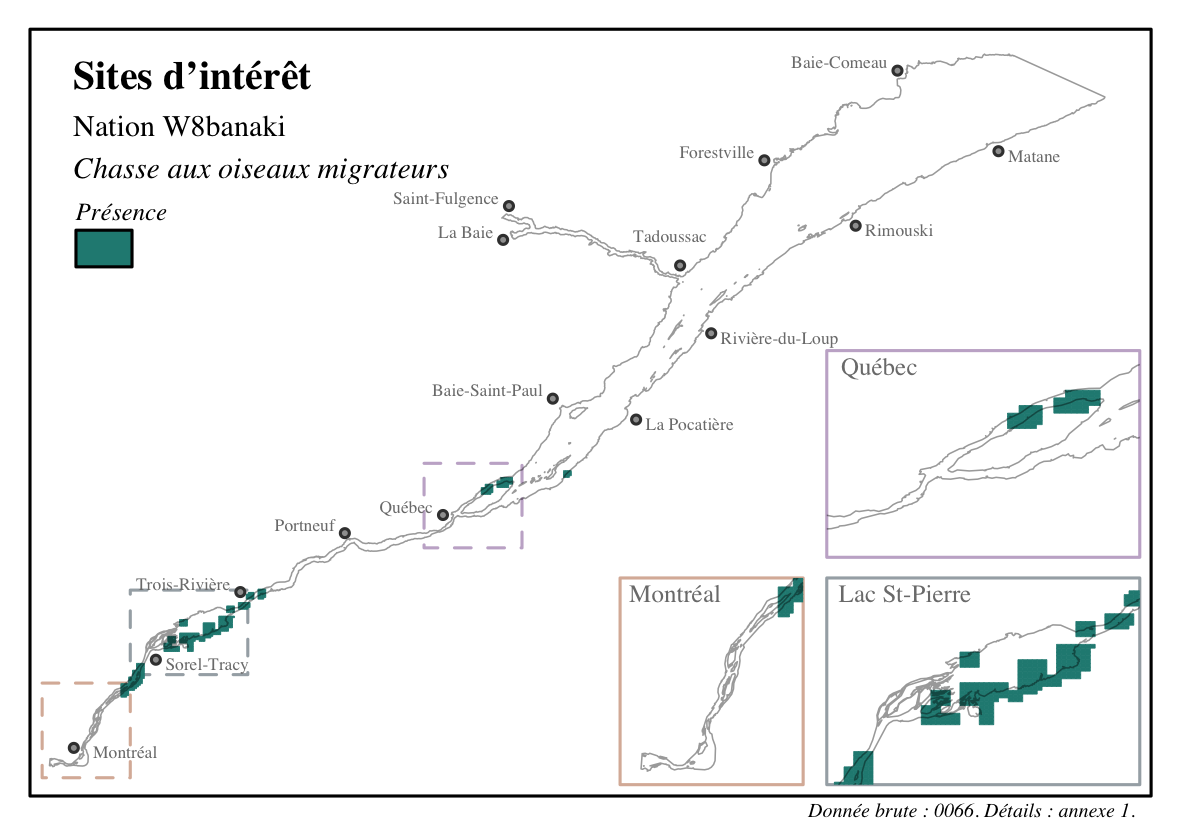 Sites d’intérêt
Nation W8banaki
Chasse aux oiseaux migrateurs
Présence
Baie-Comeau
Forestville
Matane
Saint-Fulgence
La Baie
Tadoussac
Rimouski
Rivière-du-Loup
Baie-Saint-Paul
La Pocatière
Québec
Portneuf
Trois-Rivière
Sorel-Tracy
Montréal
Québec
Montréal
Lac St-Pierre
Donnée brute : 0066. Détails : annexe 1.